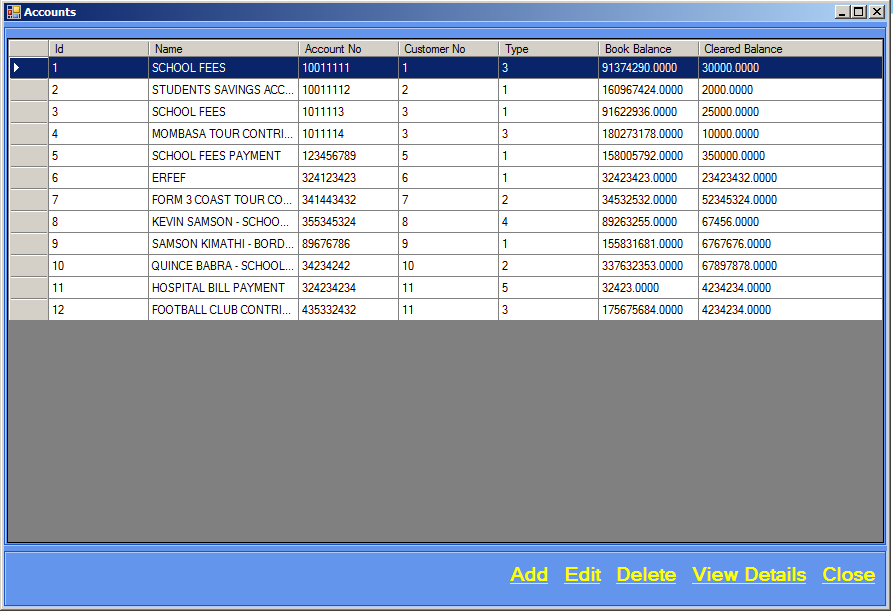 Accounts
Id Name Account No Customer No Type Book Balance Cleared Balance
1 SCHOOL FEES 10011111 1 3 91374290.0000 30000.0000
2 STUDENTS SAVINGS ACC... 10011112 2 1 160967424.0000 2000.0000
3 SCHOOL FEES 1011113 3 1 91622936.0000 25000.0000
4 MOMBASA TOUR CONTRI... 1011114 3 3 180273178.0000 10000.0000
5 SCHOOL FEES PAYMENT 123456789 5 1 158005792.0000 350000.0000
6 ERFEF 324123423 6 1 32423423.0000 23423432.0000
7 FORM 3 COAST TOUR CO... 341443432 7 2 34532532.0000 52345324.0000
8 KEVIN SAMSON - SCHOO... 355345324 8 4 89263255.0000 67456.0000
9 SAMSON KIMATHI - BORD... 89676786 9 1 155831681.0000 6767676.0000
10 QUINCE BABRA - SCHOOL... 34234242 10 2 337632353.0000 67897878.0000
11 HOSPITAL BILL PAYMENT 324234234 11 5 32423.0000 4234234.0000
12 FOOTBALL CLUB CONTRI... 435332432 11 3 175675684.0000 4234234.0000
Add Edit Delete View Details Close